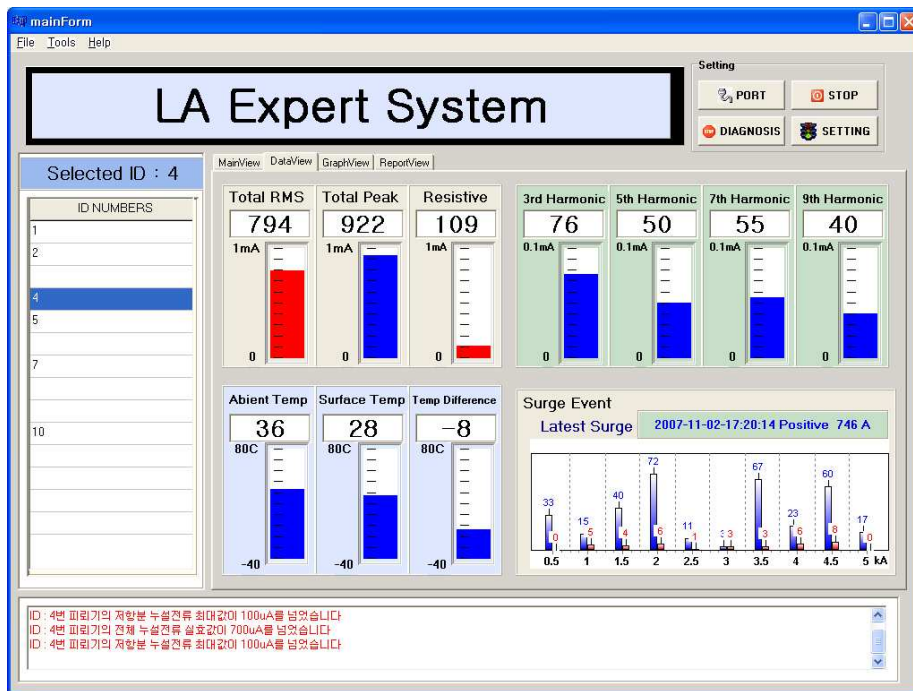 mainForm
File Tools Help
LA Expert System
Setting
PORT STOP
DIAGNOSIS SETTING
Selected ID : 4
ID NUMBERS
1
2
4
5
7
10
MainView DataView GraphView ReportView
Total RMS Total Peak Resistive
794 922 109
1mA 1mA 1mA
0 0 0
3rd Harmonic 5th Harmonic 7th Harmonic 9th Harmonic
76 50 55 40
0.1mA 0.1mA 0.1mA 0.1mA
0 0 0 0
Abient Temp Surface Temp Temp Difference
36 28 -8
80C 80C 80C
-40 -40 -40
Surge Event
Latest Surge 2007-11-02-17:20:14 Positive 746 A
33 0 15 5 40 4 72 6 11 1 3 67 3 23 6 60 8 17 0
0.5 1 1.5 2 2.5 3 3.5 4 4.5 5 kA
ID : 4번 피뢰기의 저항분 누설전류 최대값이 100uA를 넘었습니다
ID : 4번 피뢰기의 전체 누설전류 실효값이 700uA를 넘었습니다
ID : 4번 피뢰기의 저항분 누설전류 최대값이 100uA를 넘었습니다